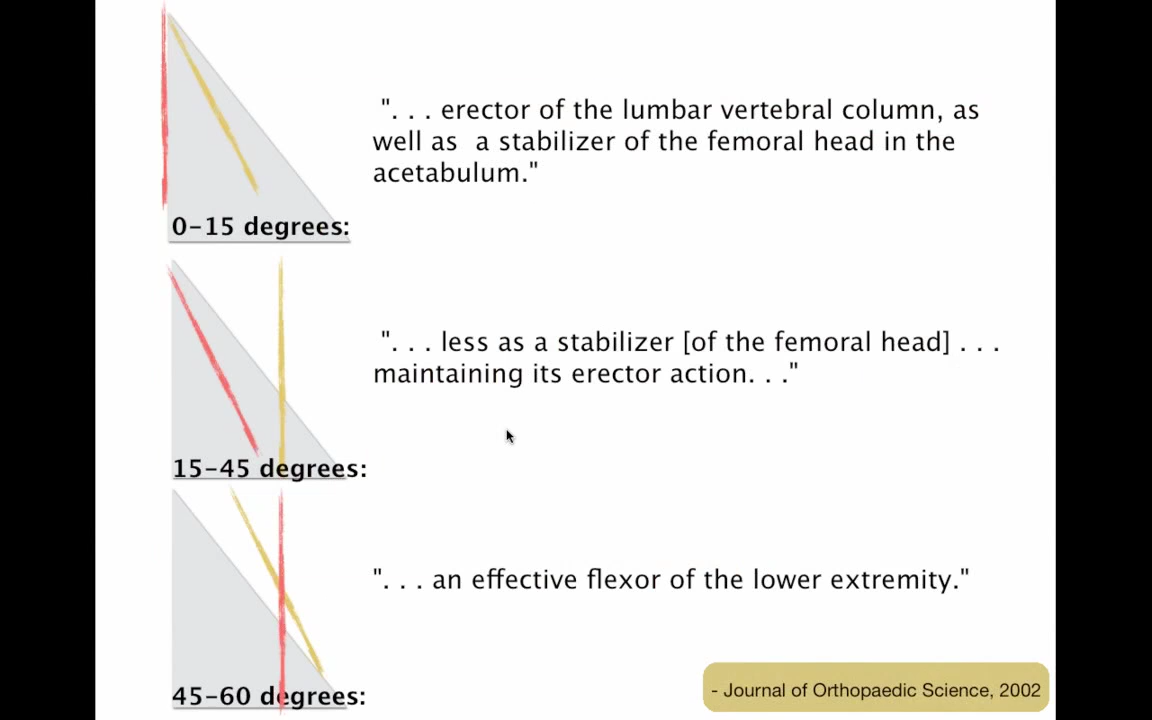 ". . . erector of the lumbar vertebral column, as
well as  a stabilizer of the femoral head in the
acetabulum."
0-15 degrees:
". . . less as a stabilizer [of the femoral head] . . .
maintaining its erector action. . ."
15-45 degrees:
". . . an effective flexor of the lower extremity."
45-60 degrees:
- Journal of Orthopaedic Science, 2002